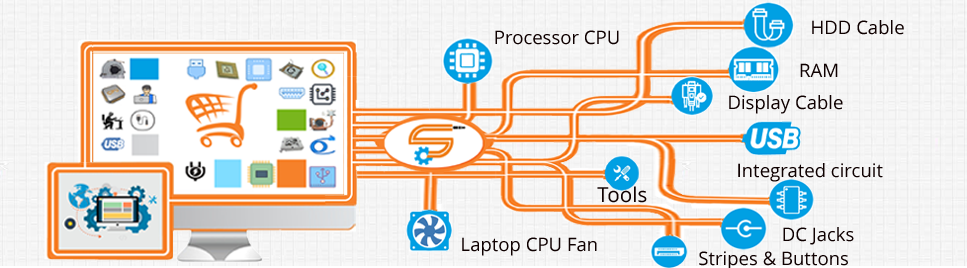 HDD Cable
Processor CPU
RAM
Display Cable
USB
USB
Integrated circuit
Tools
DC Jacks
Laptop CPU Fan
Stripes & Buttons